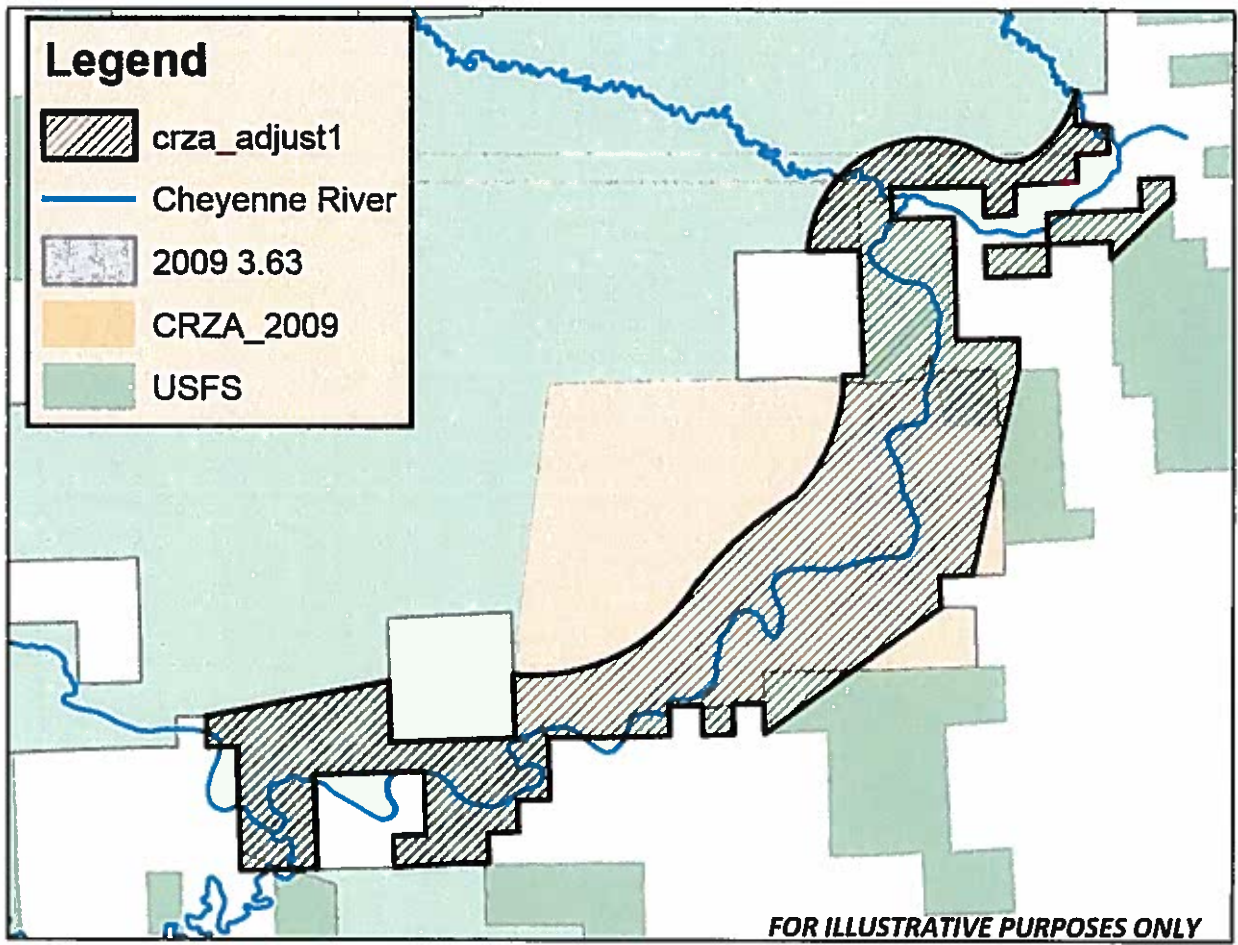 Legend
crza_adjust1
Cheyenne River
2009 3.63
CRZA_2009
USFS
FOR ILLUSTRATIVE PURPOSES ONLY